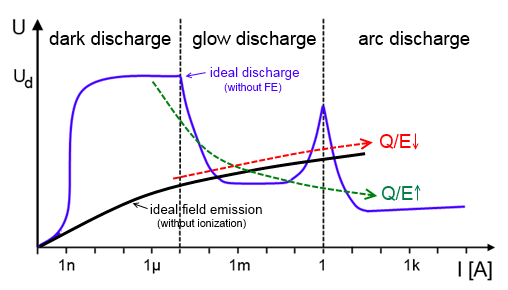 U
dark discharge glow discharge arc discharge
Ud
ideal discharge
(without FE)
Q/E↓
Q/E↑
ideal field emission
(without ionization)
1n 1µ 1m 1 1k I [A]